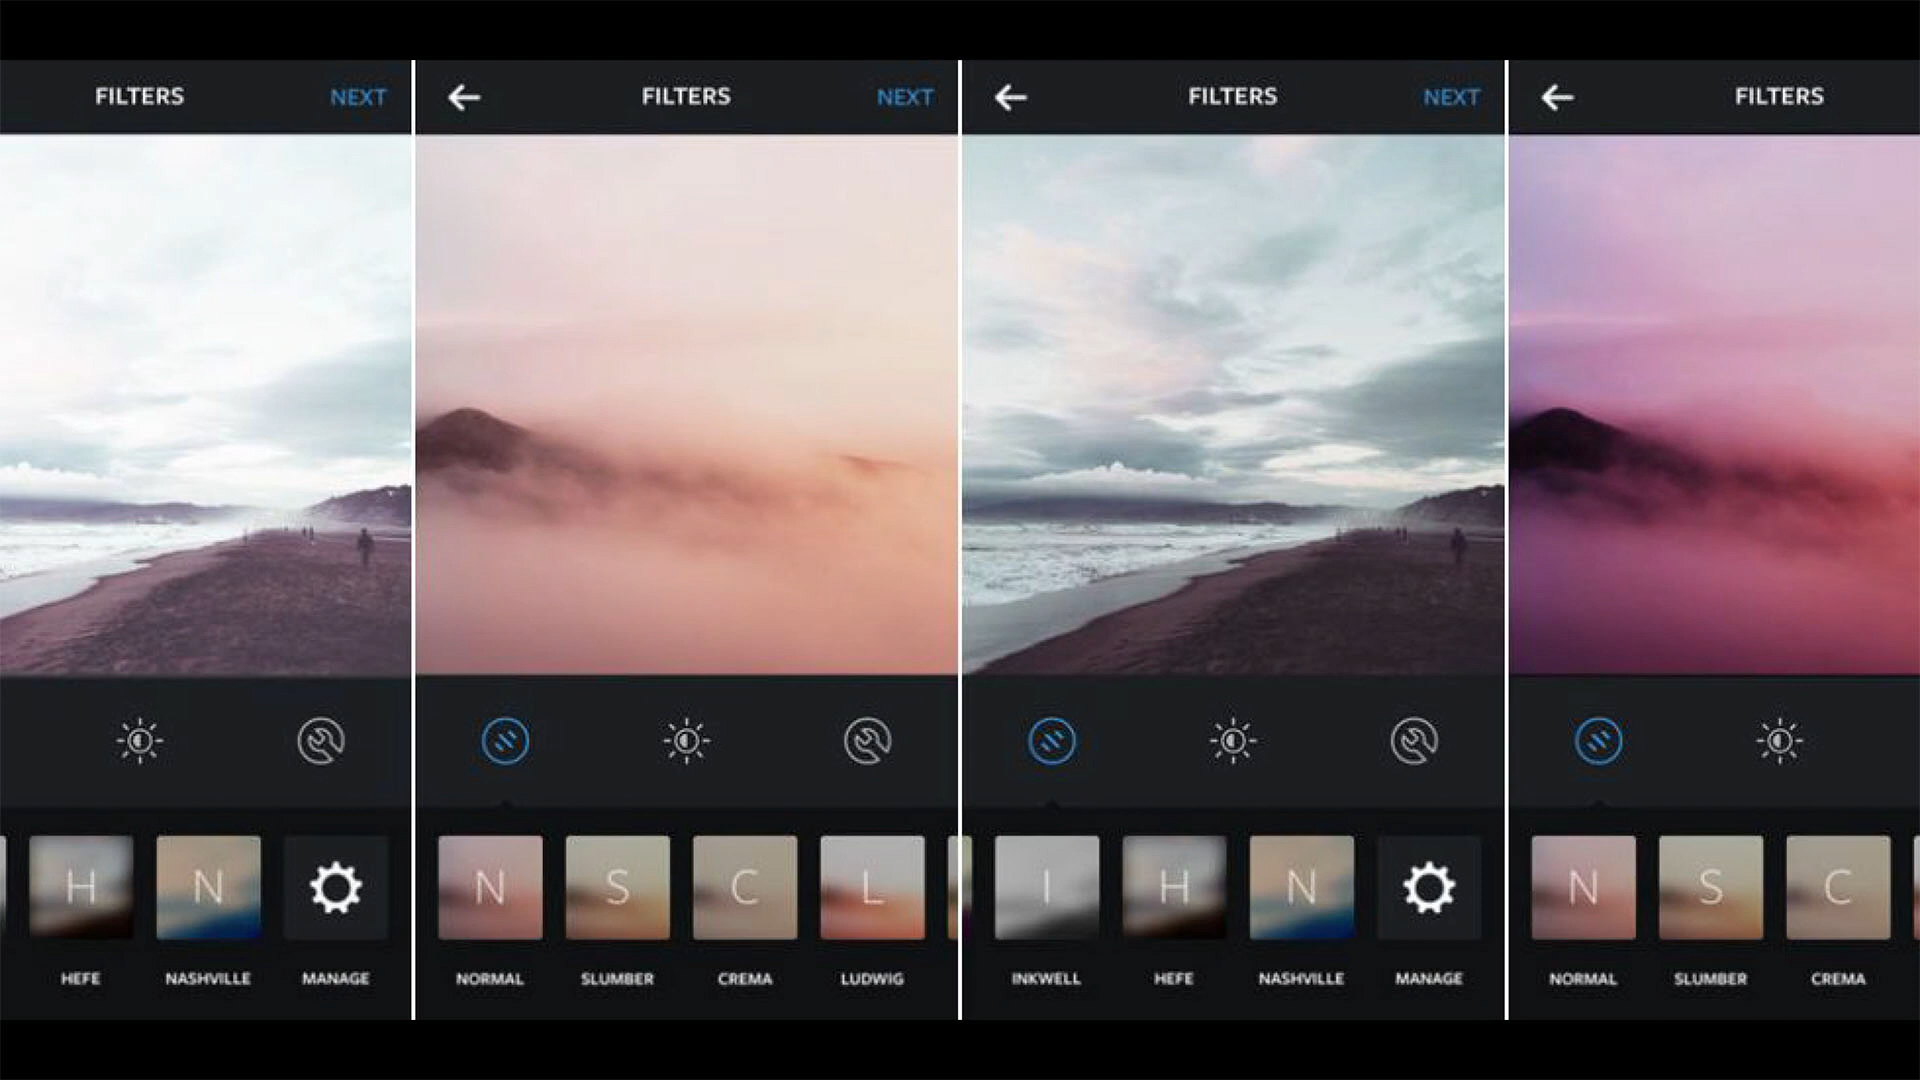 FILTERS NEXT
H N
HEFE NASHVILLE MANAGE
FILTERS NEXT
N S C L
NORMAL SLUMBER CREMA LUDWIG
FILTERS NEXT
I H N
INKWELL HEFE NASHVILLE MANAGE
FILTERS
N S C
NORMAL SLUMBER CREMA